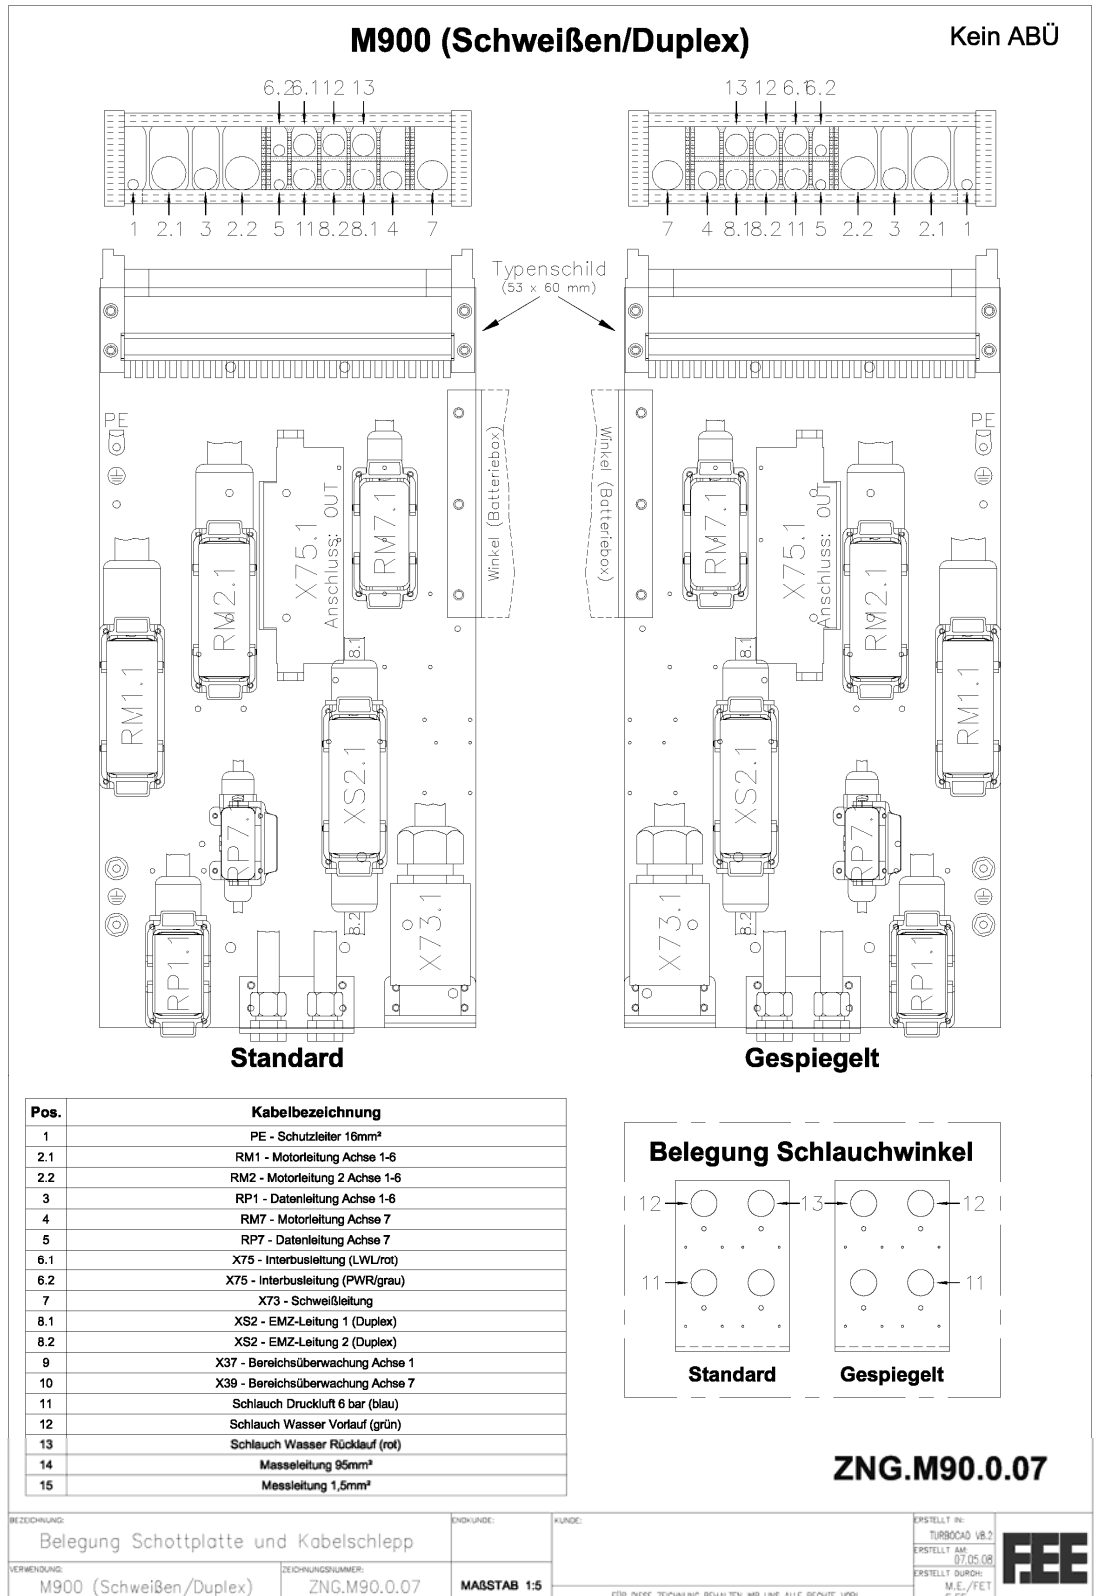 M900 (Schweißen/Duplex)
Kein ABÜ
6.2 6.1 12 13
13 12 6.1 6.2
1 2.1 3 2.2 5 11 8.2 8.1 4 7
7 4 8.1 8.2 11 5 2.2 3 2.1 1
Typenschild
(53 x 60 mm)
PE
RM1.1
RM2.1
X75.1
Anschluss: OUT
RM7.1
Winkel (Batteriebox)
8.1
XS2.1
8.2
RP7.
RP1.1
X73.1
Standard
Winkel (Batteriebox)
RM7.1
X75.1
Anschluss: OUT
RM2.1
PE
RM1.1
8.1
XS2.1
8.2
RP7.
X73.1
RP1.1
Gespiegelt
Pos. Kabelbezeichnung
1 PE - Schutzleiter 16mm²
2.1 RM1 - Motorleitung Achse 1-6
2.2 RM2 - Motorleitung 2 Achse 1-6
3 RP1 - Datenleitung Achse 1-6
4 RM7 - Motorleitung Achse 7
5 RP7 - Datenleitung Achse 7
6.1 X75 - Interbusleitung (LWL/rot)
6.2 X75 - Interbusleitung (PWR/grau)
7 X73 - Schweißleitung
8.1 XS2 - EMZ-Leitung 1 (Duplex)
8.2 XS2 - EMZ-Leitung 2 (Duplex)
9 X37 - Bereichsüberwachung Achse 1
10 X39 - Bereichsüberwachung Achse 7
11 Schlauch Druckluft 6 bar (blau)
12 Schlauch Wasser Vorlauf (grün)
13 Schlauch Wasser Rücklauf (rot)
14 Masseleitung 95mm²
15 Messleitung 1,5mm²
Belegung Schlauchwinkel
12 13 12
11 11
Standard Gespiegelt
ZNG.M90.0.07
BEZEICHNUNG:
Belegung Schottplatte und Kabelschlepp
ENDKUNDE:
KUNDE:
ERSTELLT IN:
TURBOCAD V8.2
ERSTELLT AM:
07.05.08
ERSTELLT DURCH:
M.E./FET
FEE
VERWENDUNG:
M900 (Schweißen/Duplex)
ZEICHNUNGSNUMMER:
ZNG.M90.0.07
MAßSTAB 1:5
FÜR DIESE ZEICHNUNG BEHALTEN WIR UNS ALLE RECHTE VOR!